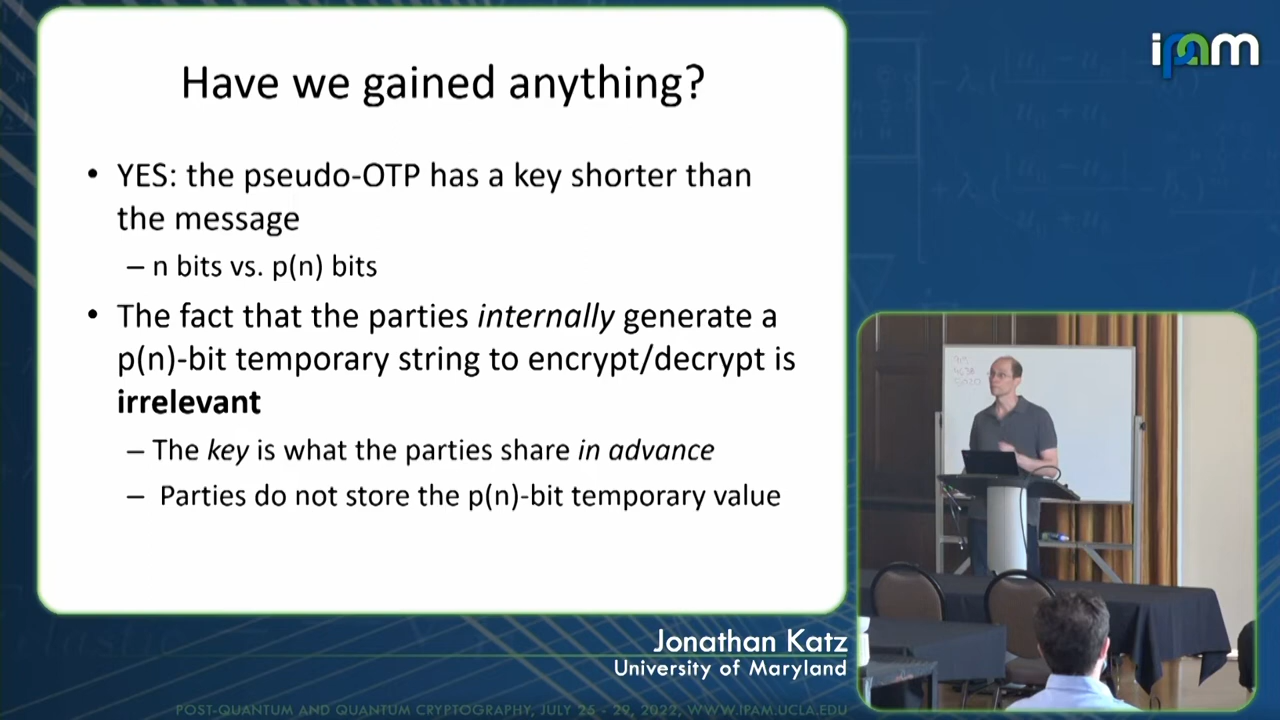 Have we gained anything?
• YES: the pseudo-OTP has a key shorter than
the message
– n bits vs. p(n) bits
• The fact that the parties internally generate a
p(n)-bit temporary string to encrypt/decrypt is
irrelevant
– The key is what the parties share in advance
– Parties do not store the p(n)-bit temporary value
ipam
Jonathan Katz
University of Maryland
POST-QUANTUM AND QUANTUM CRYPTOGRAPHY, JULY 25 - 29, 2022, WWW.IPAM.UCLA.EDU